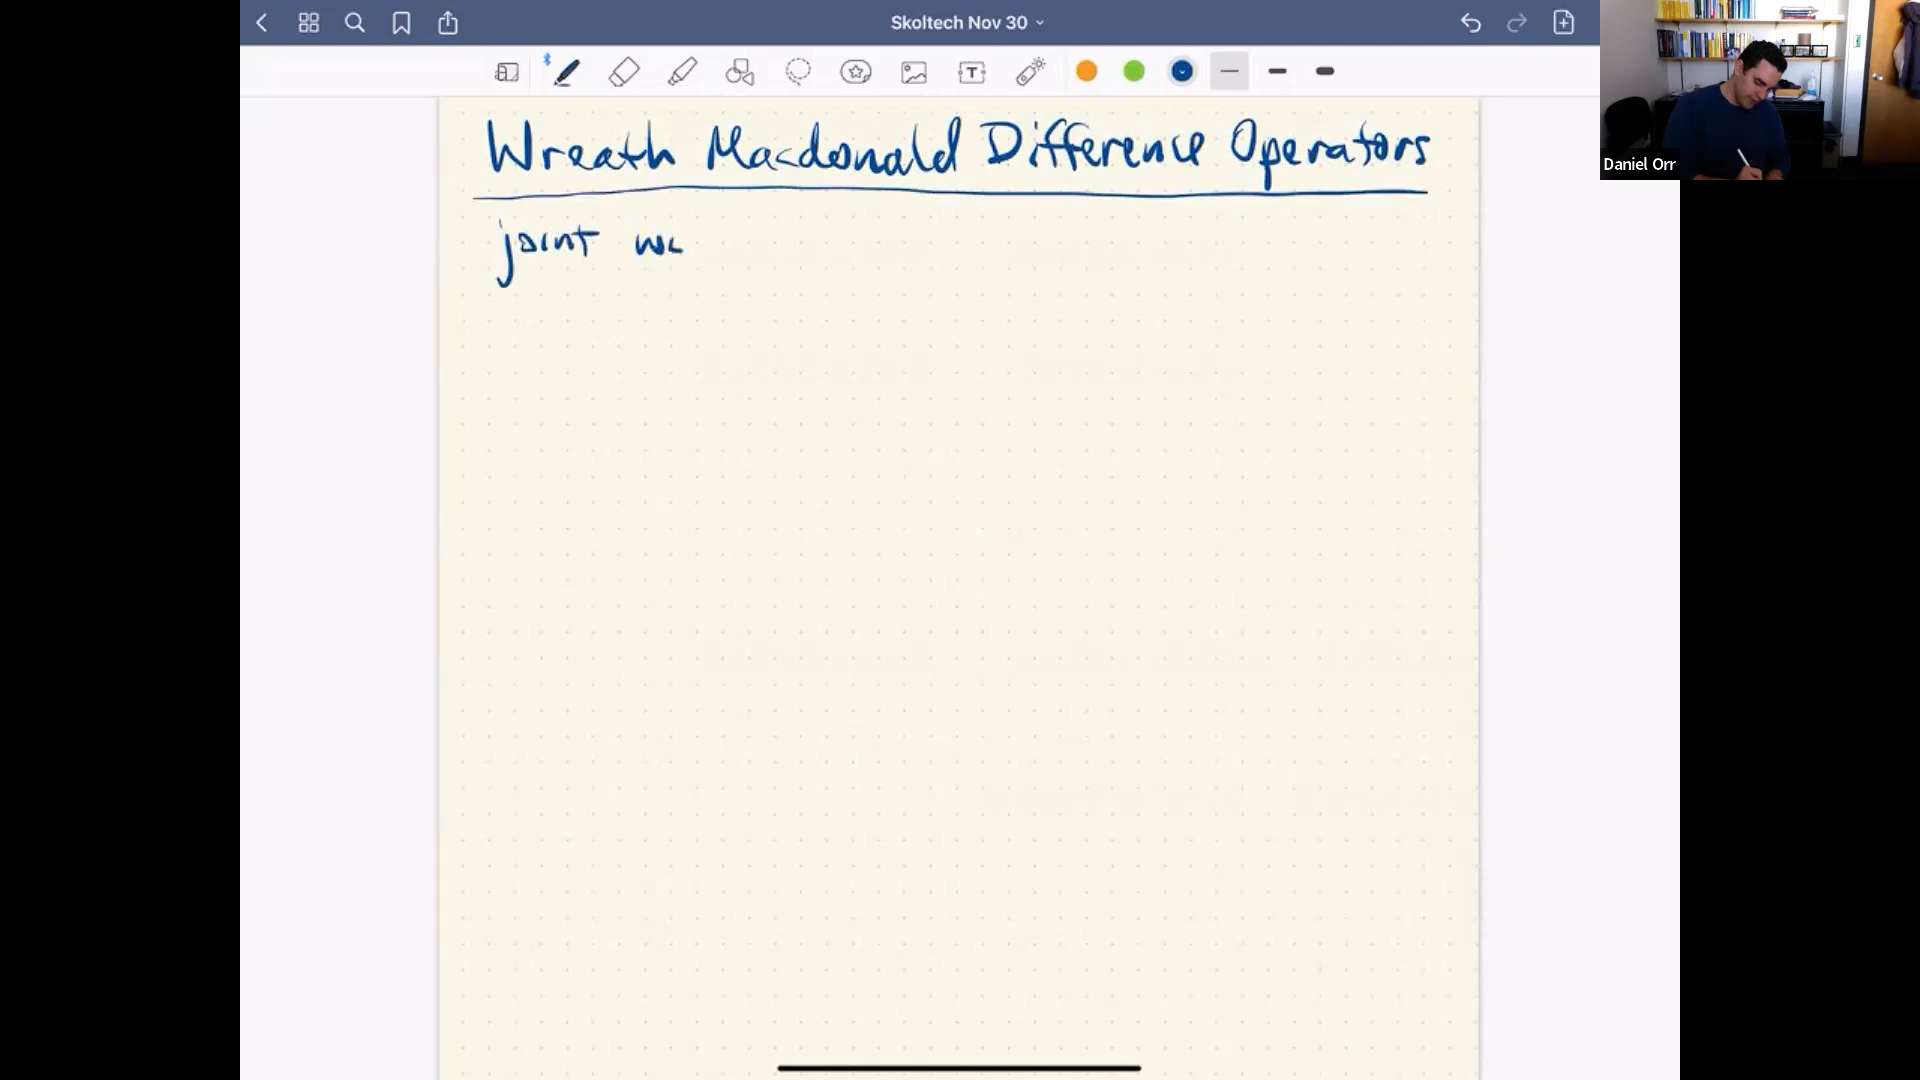 Skoltech Nov 30
Daniel Orr
Wreath Macdonald Difference Operators
joint